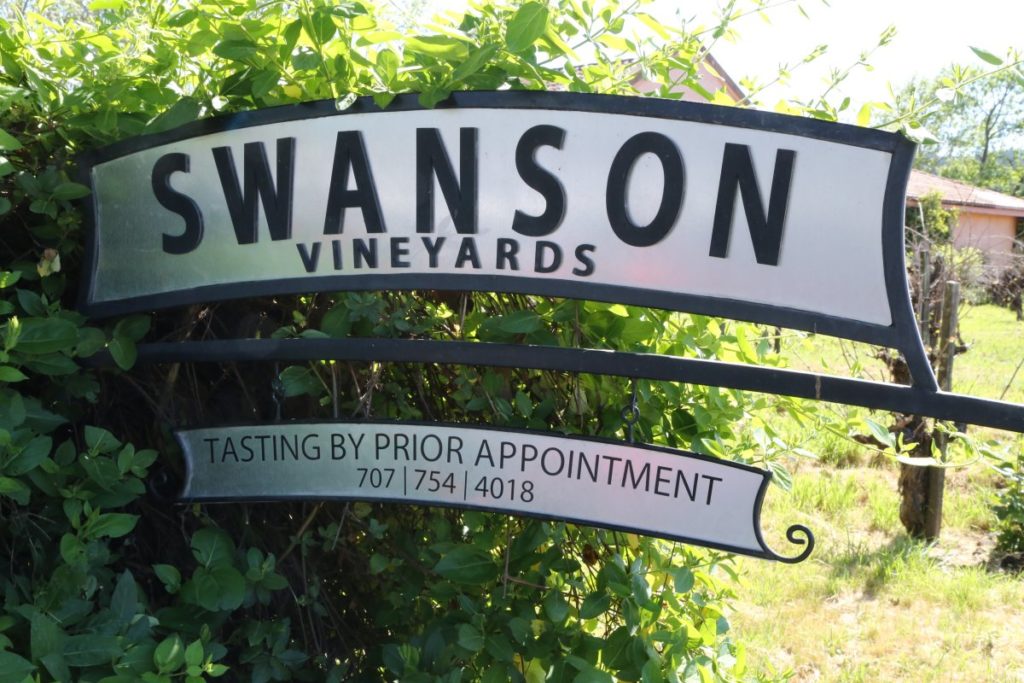 SWANSON
VINEYARDS
TASTING BY PRIOR APPOINTMENT
707|754|4018